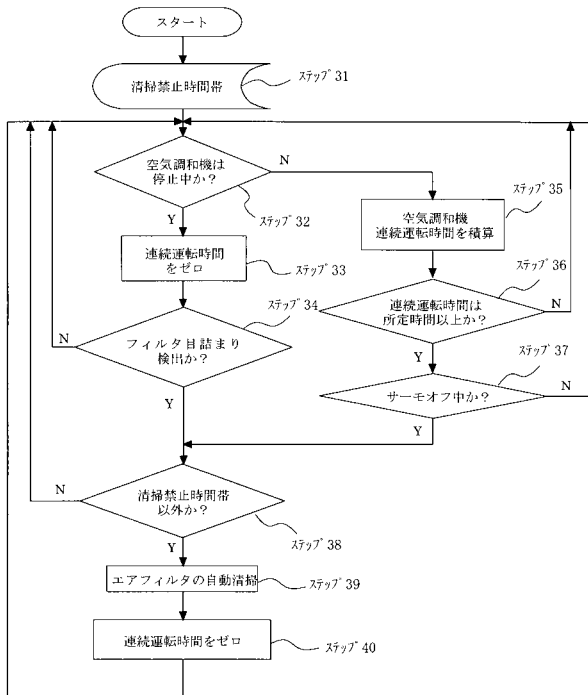 スタート
清掃禁止時間帯
ステップ31
空気調和機は
停止中か？
N
Y
ステップ32
ステップ35
空気調和機
連続運転時間を積算
連続運転時間
をゼロ
ステップ33
ステップ36
連続運転時間は
所定時間以上か？
N
Y
ステップ34
フィルタ目詰まり
検出か？
N
Y
ステップ37
サーモオフ中か？
N
Y
清掃禁止時間帯
以外か？
N
Y
ステップ38
エアフィルタの自動清掃
ステップ39
連続運転時間をゼロ
ステップ40